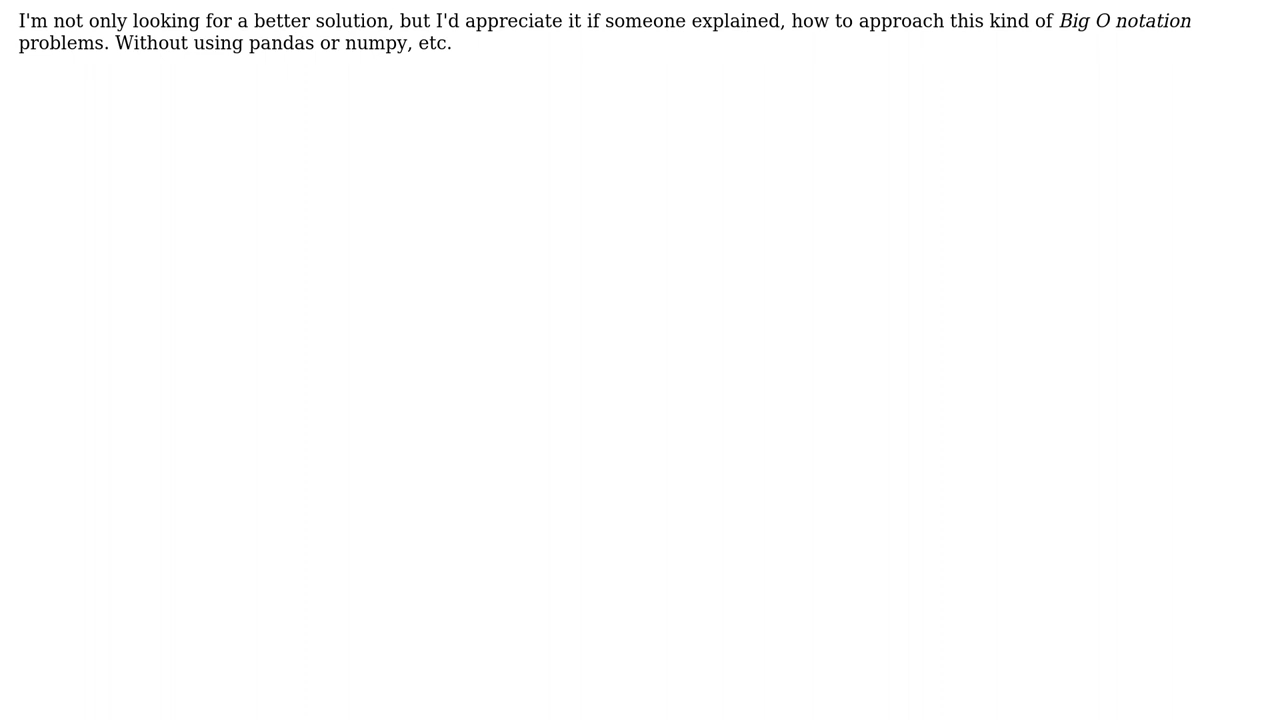 I'm not only looking for a better solution, but I'd appreciate it if someone explained, how to approach this kind of Big O notation
problems. Without using pandas or numpy, etc.